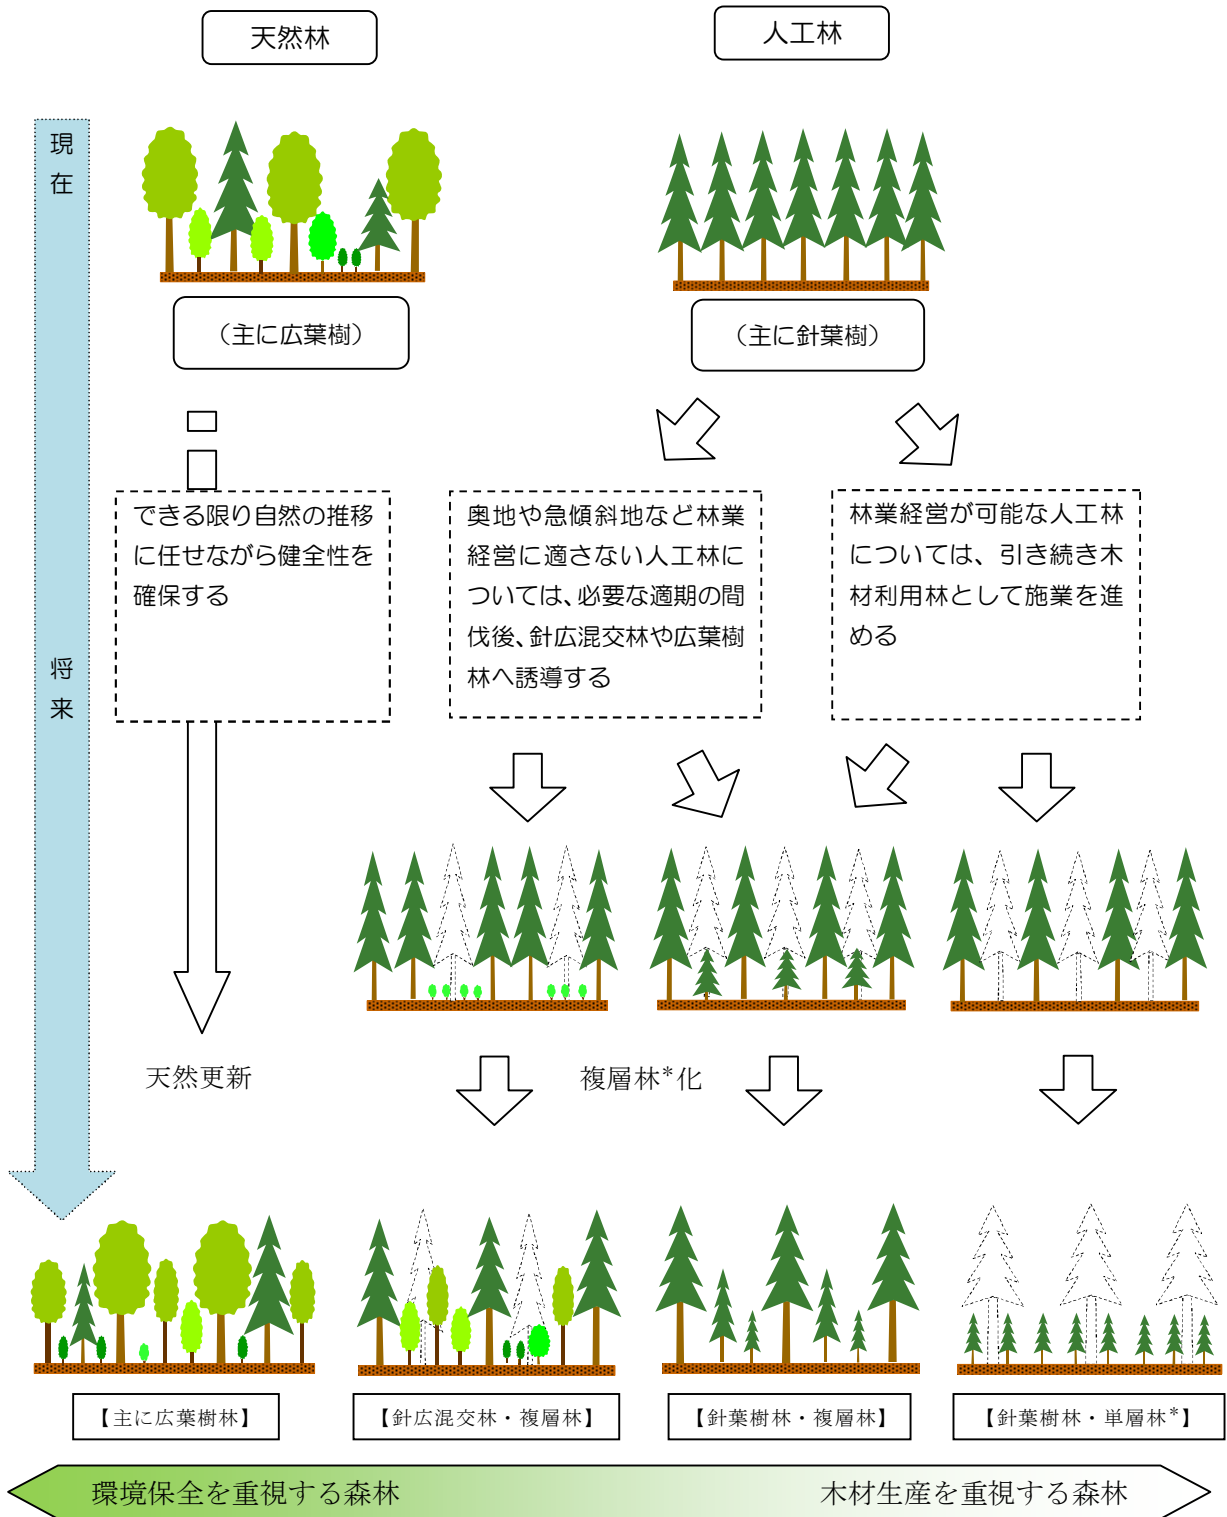 天然林
人工林
現在
（主に広葉樹）
（主に針葉樹）
できる限り自然の推移
に任せながら健全性を
確保する
奥地や急傾斜地など林業
経営に適さない人工林に
ついては、必要な適期の間
伐後、針広混交林や広葉樹
林へ誘導する
林業経営が可能な人工林
については、引き続き木
材利用林として施業を進
める
将来
天然更新
複層林*化
【主に広葉樹林】
【針広混交林・複層林】
【針葉樹林・複層林】
【針葉樹林・単層林*】
環境保全を重視する森林
木材生産を重視する森林